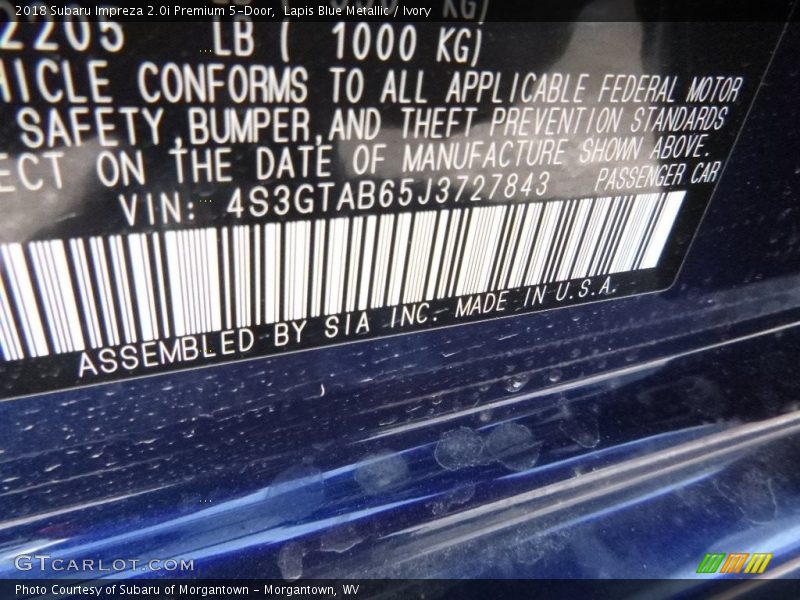 2018 Subaru Impreza 2.0i Premium 5-Door, Lapis Blue Metallic / Ivory
KG)
2205 LB ( 1000 KG)
HICLE CONFORMS TO ALL APPLICABLE FEDERAL MOTOR
SAFETY,BUMPER,AND THEFT PREVENTION STANDARDS
ECT ON THE DATE OF MANUFACTURE SHOWN ABOVE.
VIN: 4S3GTAB65J3727843 PASSENGER CAR
ASSEMBLED BY SIA INC. MADE IN U.S.A.
GTCARLOT.COM
Photo Courtesy of Subaru of Morgantown - Morgantown, WV